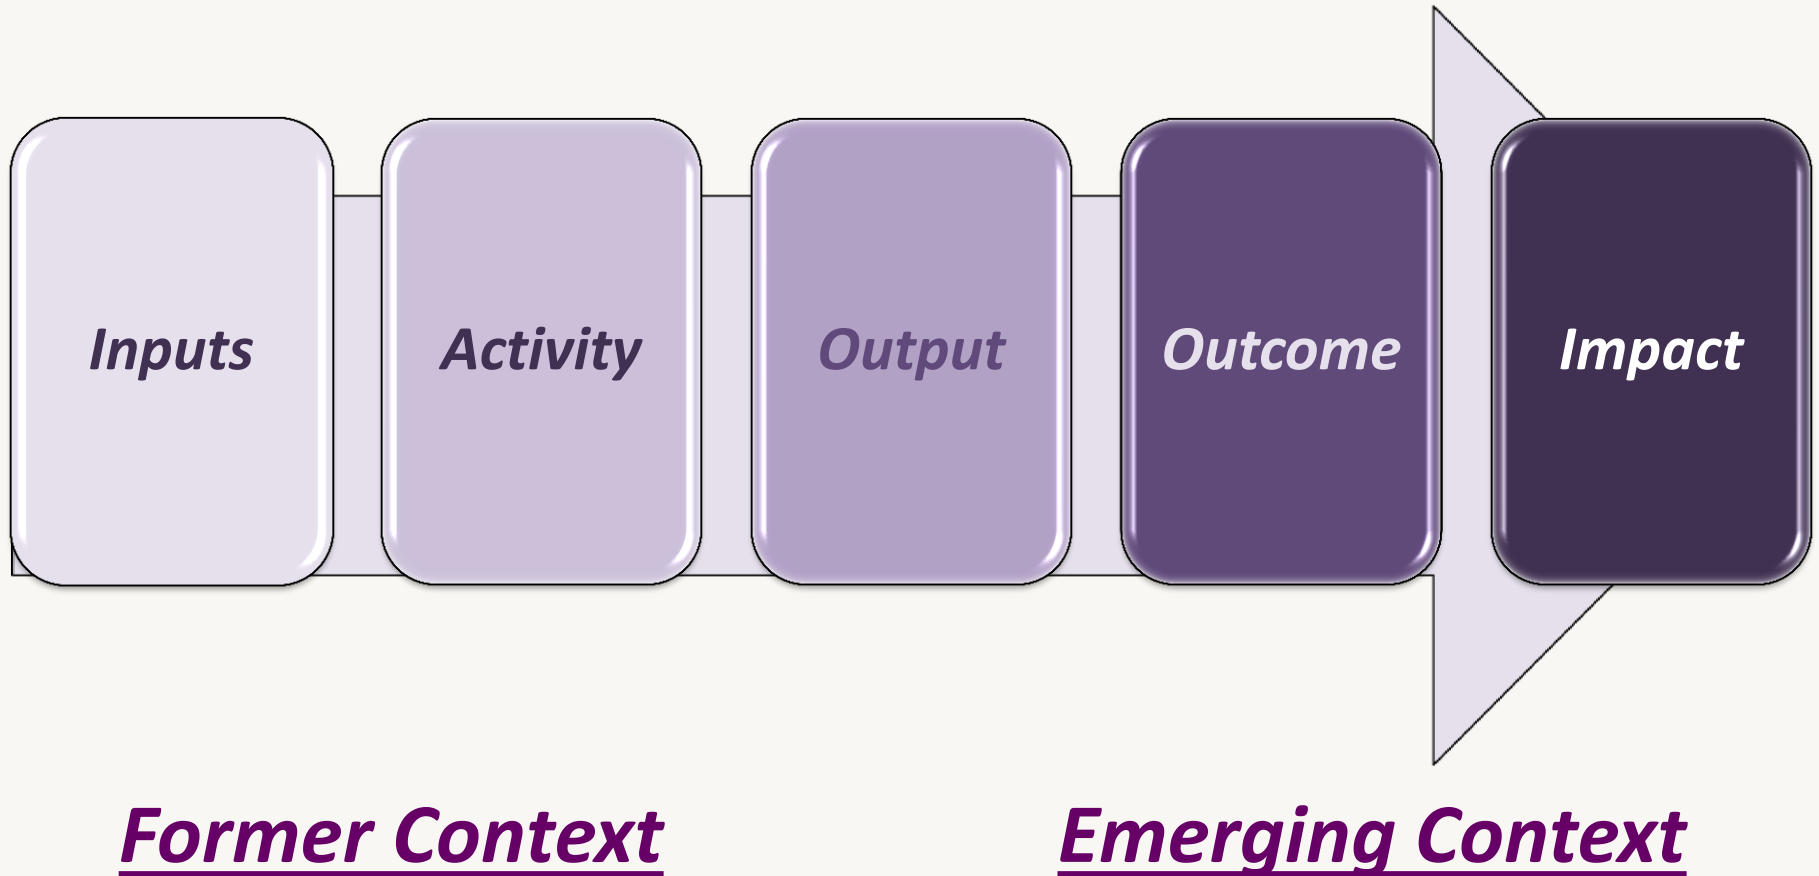 Inputs
Activity
Output
Outcome
Impact
Former Context
Emerging Context